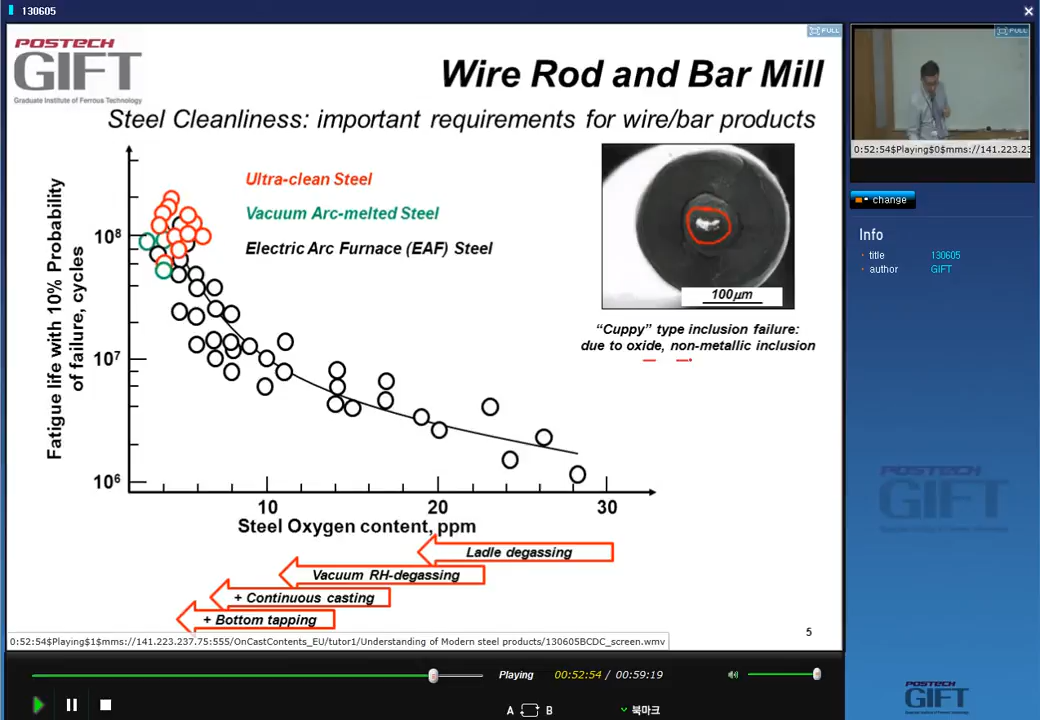 130605
POSTECH
GIFT
Graduate Institute of Ferrous Technology
FULL
Wire Rod and Bar Mill
Steel Cleanliness: important requirements for wire/bar products
Fatigue life with 10% Probability
of failure, cycles
10⁸
10⁷
10⁶
Ultra-clean Steel
Vacuum Arc-melted Steel
Electric Arc Furnace (EAF) Steel
100μm
“Cuppy” type inclusion failure:
due to oxide, non-metallic inclusion
10
20
30
Steel Oxygen content, ppm
Ladle degassing
Vacuum RH-degassing
+ Continuous casting
+ Bottom tapping
5
0:52:54$Playing$1$mms://141.223.237.75:555/OnCastContents_EU/tutor1/Understanding of Modern steel products/130605BCDC_screen.wmv
Playing
00:52:54 / 00:59:19
A B
북마크
FULL
0:52:54$Playing$0$mms://141.223.23
change
Info
title 130605
author GIFT
POSTECH
GIFT
POSTECH
GIFT